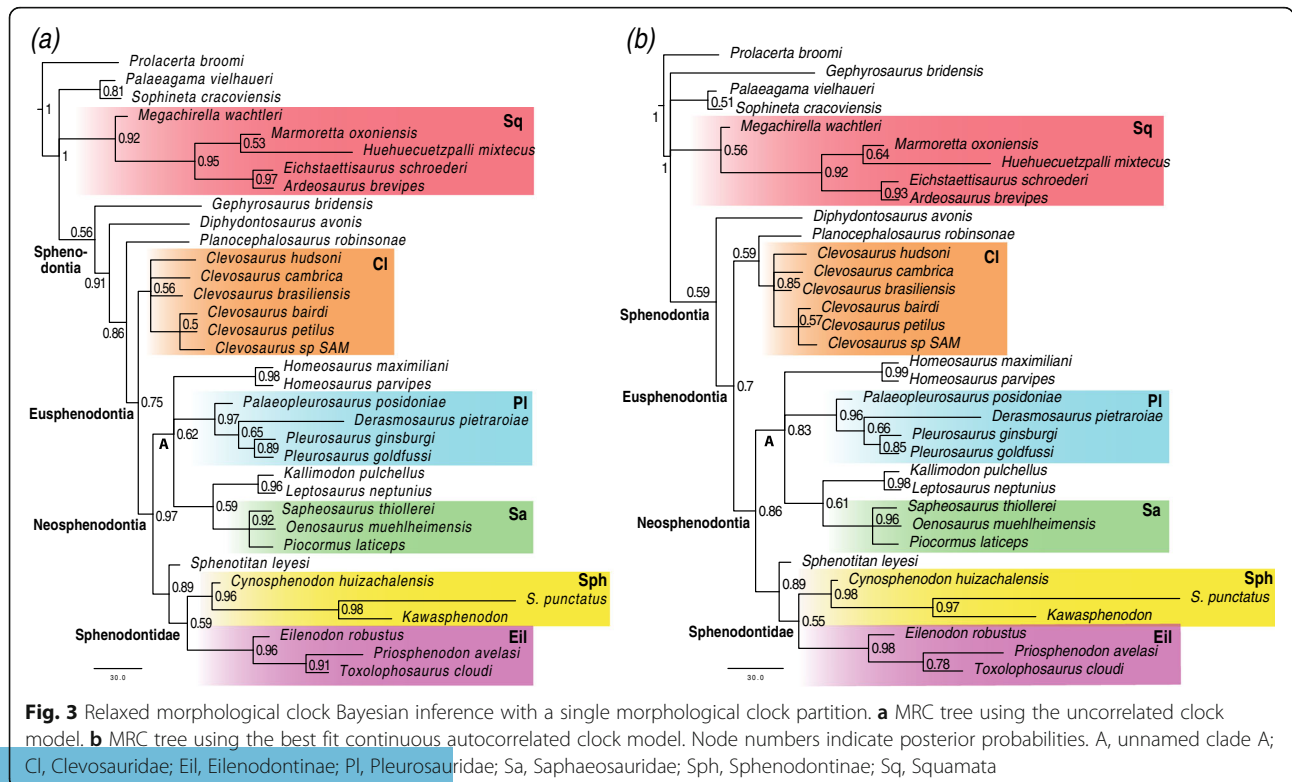 (a)
Prolacerta broomi
Palaeagama vielhaueri
0.81
Sophineta cracoviensis
1
Megachirella wachtleri
Sq
0.92
Marmoretta oxoniensis
0.53
Huehuecuetzpalli mixtecus
1
0.95
Eichstaettisaurus schroederi
0.97
Ardeosaurus brevipes
Gephyrosaurus bridensis
0.56
Diphydontosaurus avonis
Spheno-
dontia
Planocephalosaurus robinsonae
Clevosaurus hudsoni
Cl
0.91
Clevosaurus cambrica
0.56
Clevosaurus brasiliensis
Clevosaurus bairdi
0.86
0.5
Clevosaurus petilus
Clevosaurus sp SAM
Homeosaurus maximiliani
0.98
Homeosaurus parvipes
0.75
Eusphenodontia
Palaeopleurosaurus posidoniae
Pl
0.97
Derasmosaurus pietraroiae
0.62
A
0.65
Pleurosaurus ginsburgi
0.89
Pleurosaurus goldfussi
Kallimodon pulchellus
0.96
Leptosaurus neptunius
0.59
Neosphenodontia
0.97
Sapheosaurus thiollerei
Sa
0.92
Oenosaurus muehlheimensis
Piocormus laticeps
Sphenotitan leyesi
0.89
Cynosphenodon huizachalensis
Sph
0.96
S. punctatus
0.98
Kawasphenodon
0.59
Sphenodontidae
Eilenodon robustus
Eil
0.96
Priosphenodon avelasi
0.91
Toxolophosaurus cloudi
30.0
(b)
Prolacerta broomi
Gephyrosaurus bridensis
Palaeagama vielhaueri
0.51
Sophineta cracoviensis
1
Megachirella wachtleri
Sq
0.56
Marmoretta oxoniensis
0.64
Huehuecuetzpalli mixtecus
1
0.92
Eichstaettisaurus schroederi
0.93
Ardeosaurus brevipes
Diphydontosaurus avonis
Planocephalosaurus robinsonae
0.59
Clevosaurus hudsoni
Cl
Clevosaurus cambrica
0.85
Clevosaurus brasiliensis
0.59
Sphenodontia
Clevosaurus bairdi
0.57
Clevosaurus petilus
Clevosaurus sp SAM
Homeosaurus maximiliani
0.99
Homeosaurus parvipes
0.7
Eusphenodontia
Palaeopleurosaurus posidoniae
Pl
0.96
Derasmosaurus pietraroiae
0.83
A
0.66
Pleurosaurus ginsburgi
0.85
Pleurosaurus goldfussi
Kallimodon pulchellus
0.98
Leptosaurus neptunius
0.61
Neosphenodontia
0.86
Sapheosaurus thiollerei
Sa
0.96
Oenosaurus muehlheimensis
Piocormus laticeps
Sphenotitan leyesi
0.89
Cynosphenodon huizachalensis
Sph
0.98
S. punctatus
0.97
Kawasphenodon
0.55
Sphenodontidae
Eilenodon robustus
Eil
0.98
Priosphenodon avelasi
0.78
Toxolophosaurus cloudi
30.0
Fig. 3 Relaxed morphological clock Bayesian inference with a single morphological clock partition. a MRC tree using the uncorrelated clock
model. b MRC tree using the best fit continuous autocorrelated clock model. Node numbers indicate posterior probabilities. A, unnamed clade A;
Cl, Clevosauridae; Eil, Eilenodontinae; Pl, Pleurosauridae; Sa, Saphaeosauridae; Sph, Sphenodontinae; Sq, Squamata